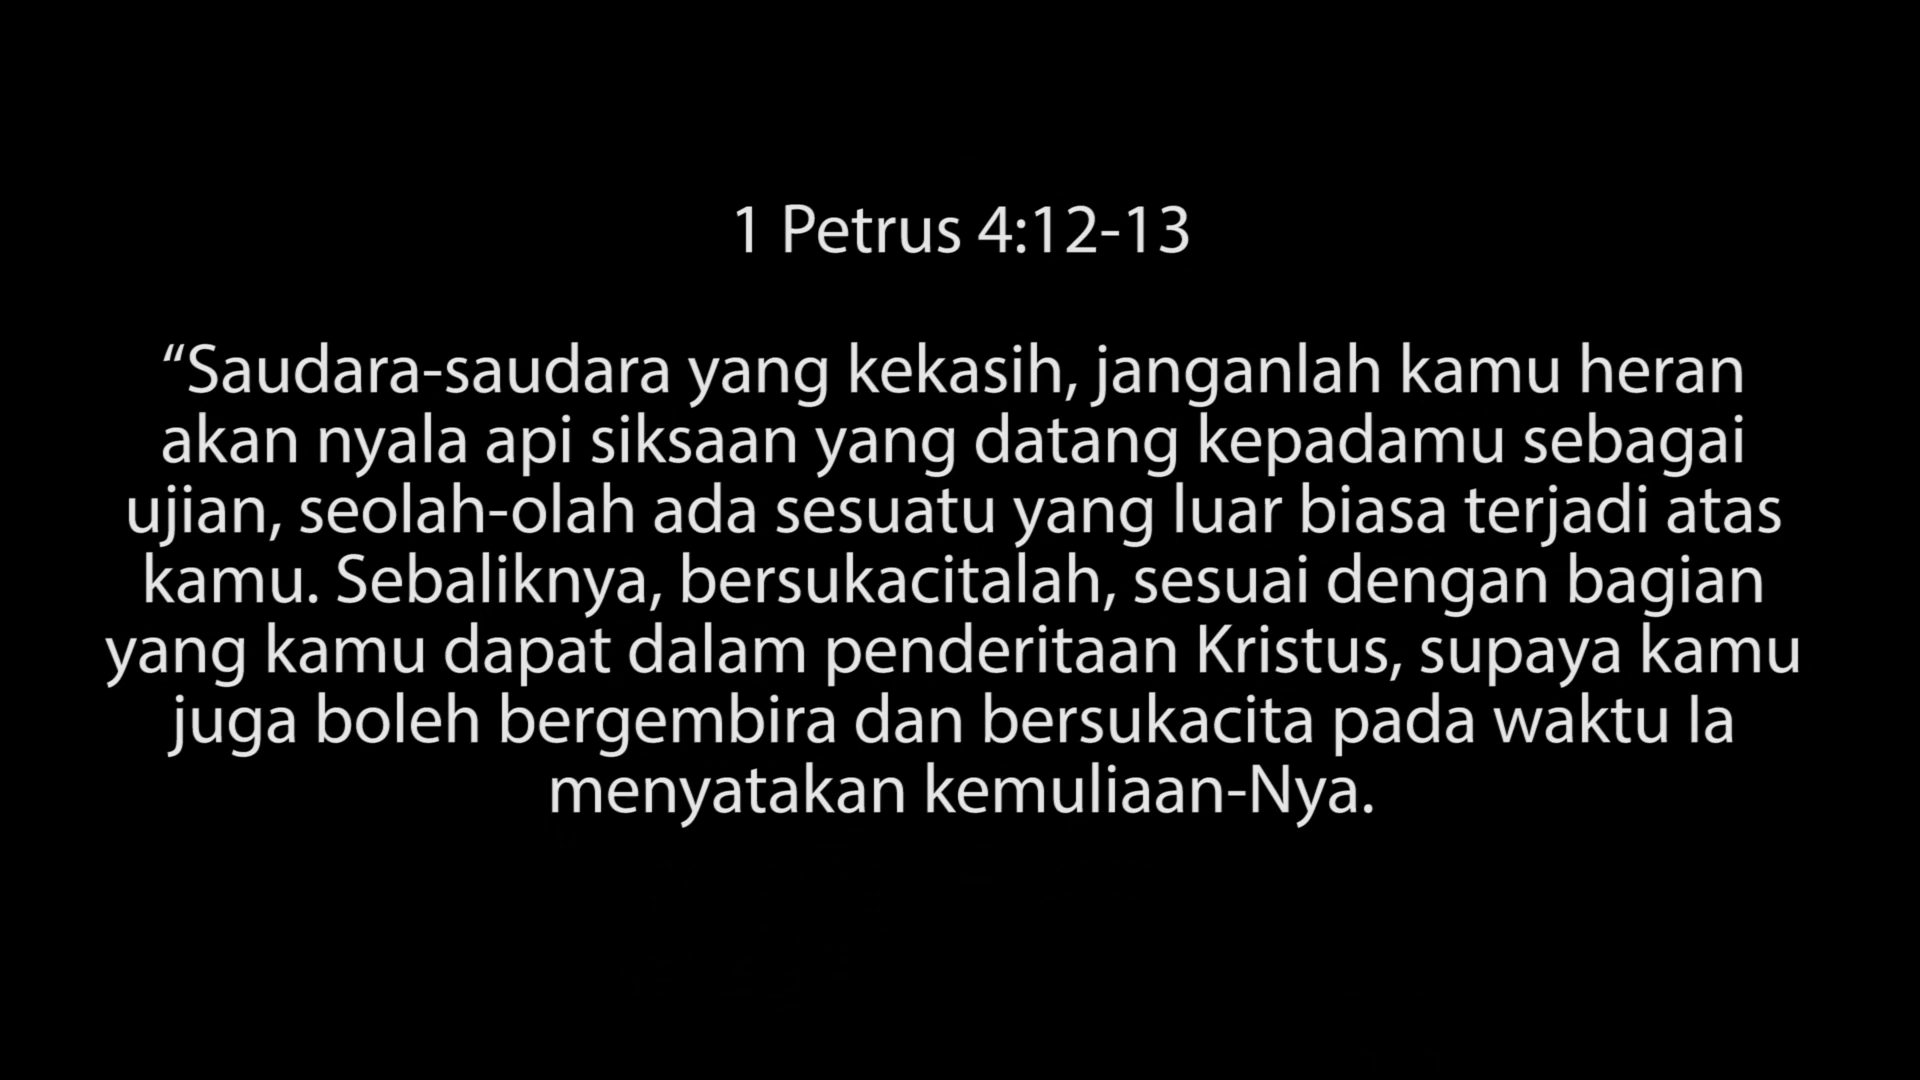 1 Petrus 4:12-13
“Saudara-saudara yang kekasih, janganlah kamu heran
akan nyala api siksaan yang datang kepadamu sebagai
ujian, seolah-olah ada sesuatu yang luar biasa terjadi atas
kamu. Sebaliknya, bersukacitalah, sesuai dengan bagian
yang kamu dapat dalam penderitaan Kristus, supaya kamu
juga boleh bergembira dan bersukacita pada waktu Ia
menyatakan kemuliaan-Nya.